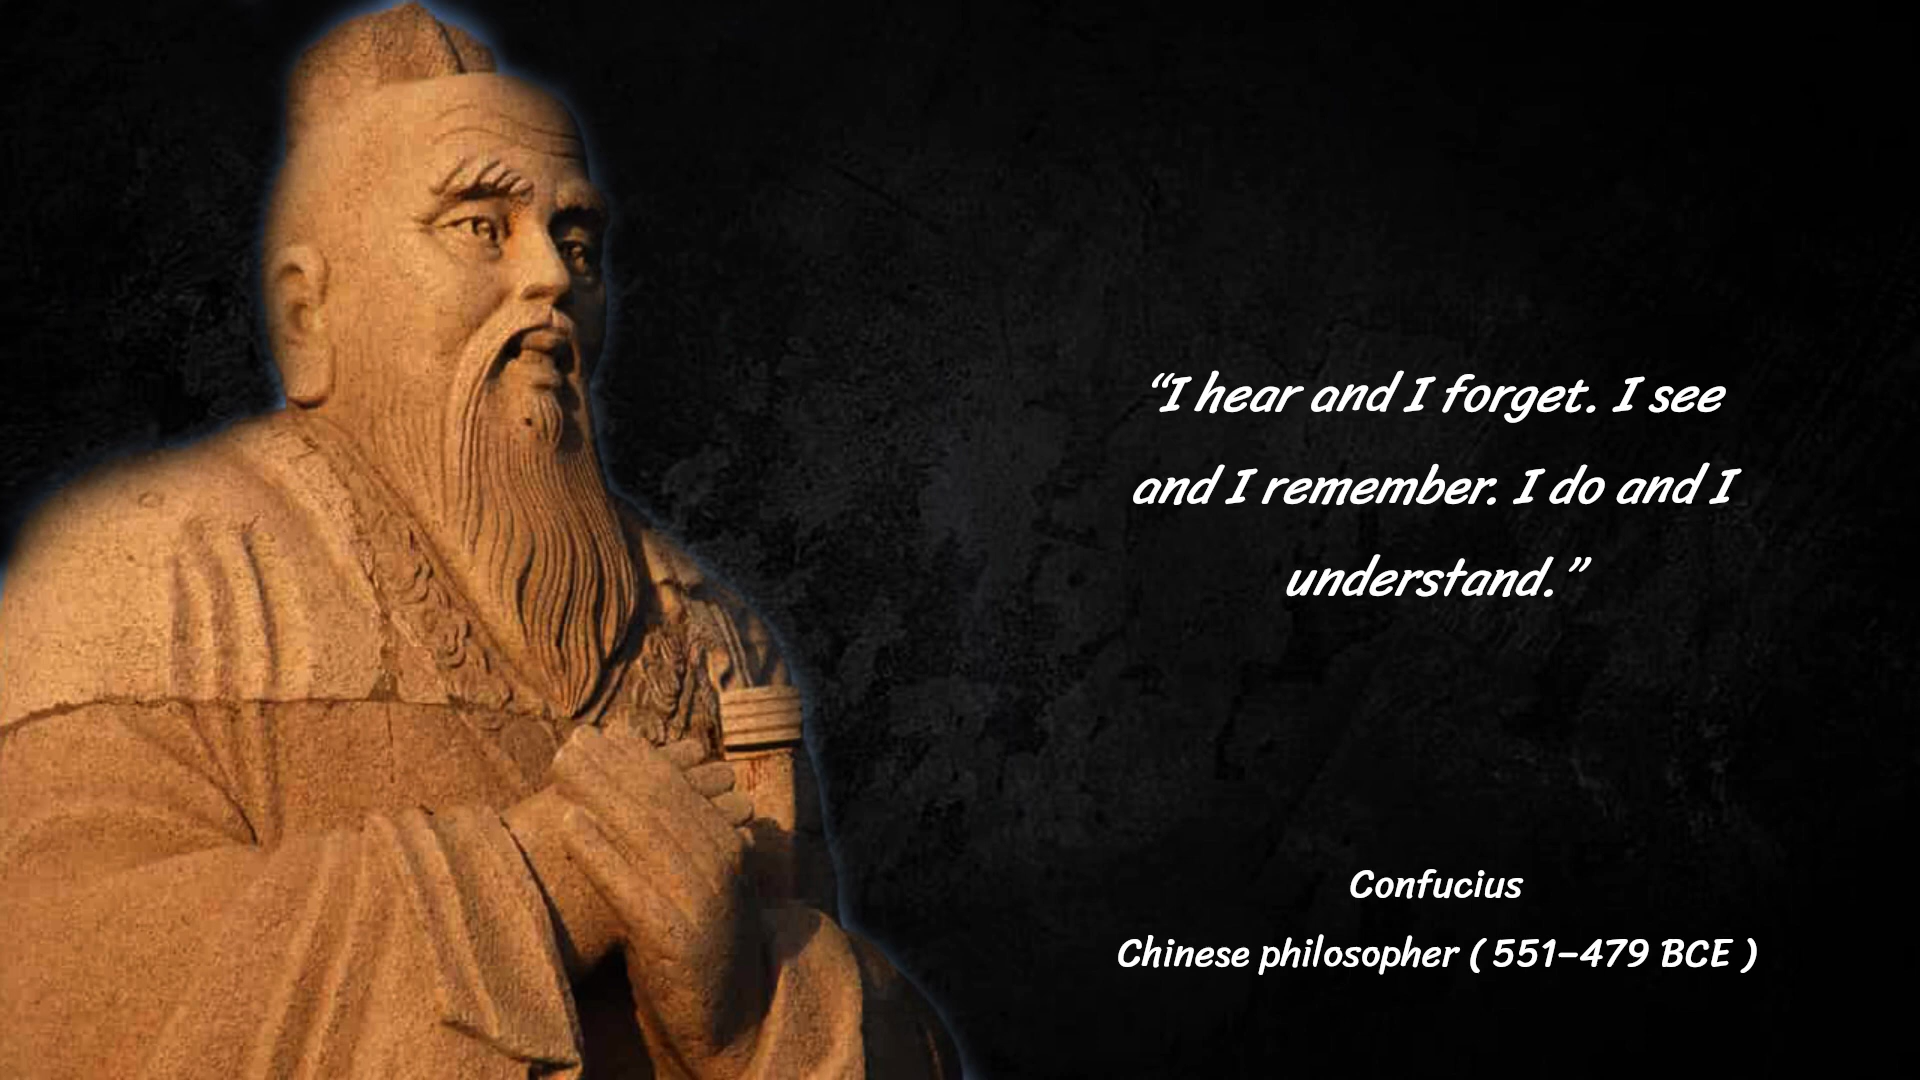 “I hear and I forget. I see
and I remember. I do and I
understand.”
Confucius
Chinese philosopher ( 551–479 BCE )